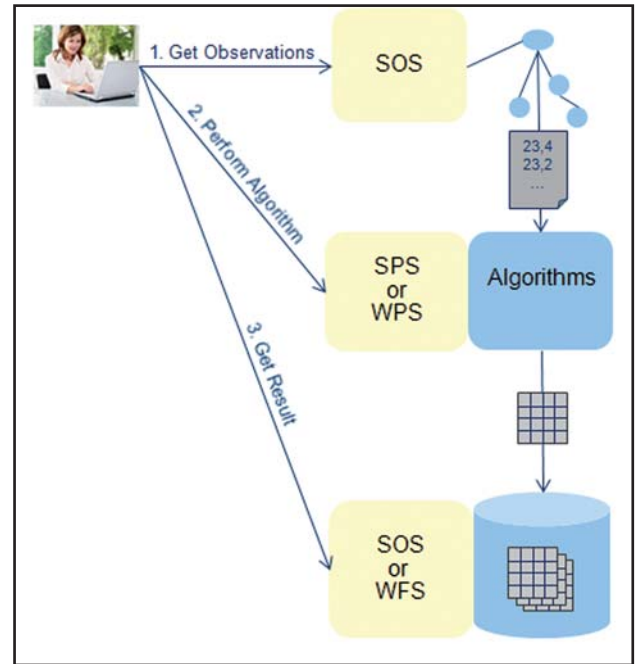 1. Get Observations
SOS
23,4
23,2
...
2. Perform Algorithm
SPS
or
WPS
Algorithms
3. Get Result
SOS
or
WFS